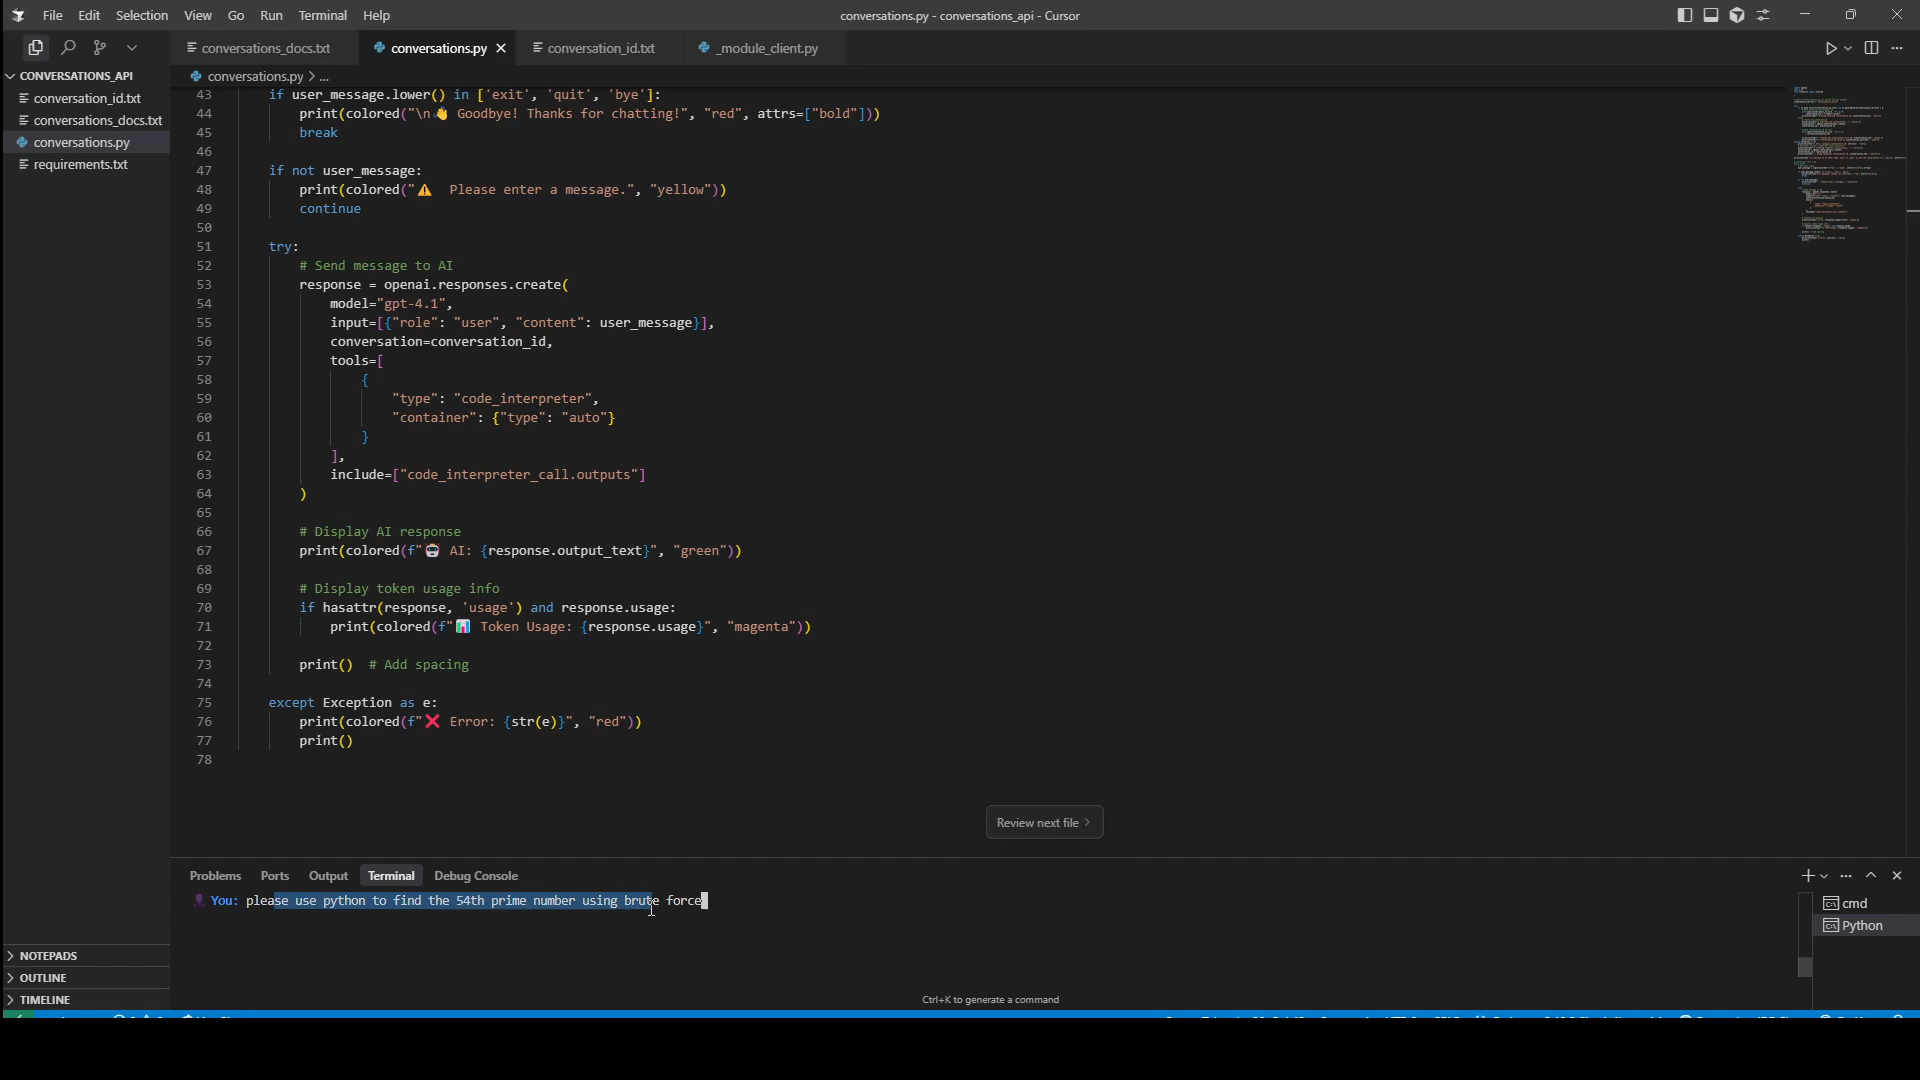 File Edit Selection View Go Run Terminal Help
conversations.py - conversations_api - Cursor
conversations_docs.txt
conversations.py
conversation_id.txt
_module_client.py
CONVERSATIONS_API
conversation_id.txt
conversations_docs.txt
conversations.py
requirements.txt
NOTEPADS
OUTLINE
TIMELINE
conversations.py > ...
43 if user_message.lower() in ['exit', 'quit', 'bye']:
44 print(colored("\n👋 Goodbye! Thanks for chatting!", "red", attrs=["bold"]))
45 break
46
47 if not user_message:
48 print(colored("⚠ Please enter a message.", "yellow"))
49 continue
50
51 try:
52 # Send message to AI
53 response = openai.responses.create(
54 model="gpt-4.1",
55 input=[{"role": "user", "content": user_message}],
56 conversation=conversation_id,
57 tools=[
58 {
59 "type": "code_interpreter",
60 "container": {"type": "auto"}
61 }
62 ],
63 include=["code_interpreter_call.outputs"]
64 )
65
66 # Display AI response
67 print(colored(f"🤖 AI: {response.output_text}", "green"))
68
69 # Display token usage info
70 if hasattr(response, 'usage') and response.usage:
71 print(colored(f"📊 Token Usage: {response.usage}", "magenta"))
72
73 print() # Add spacing
74
75 except Exception as e:
76 print(colored(f"❌ Error: {str(e)}", "red"))
77 print()
78
Review next file >
Problems Ports Output Terminal Debug Console
You: please use python to find the 54th prime number using brute force
cmd
Python
Ctrl+K to generate a command